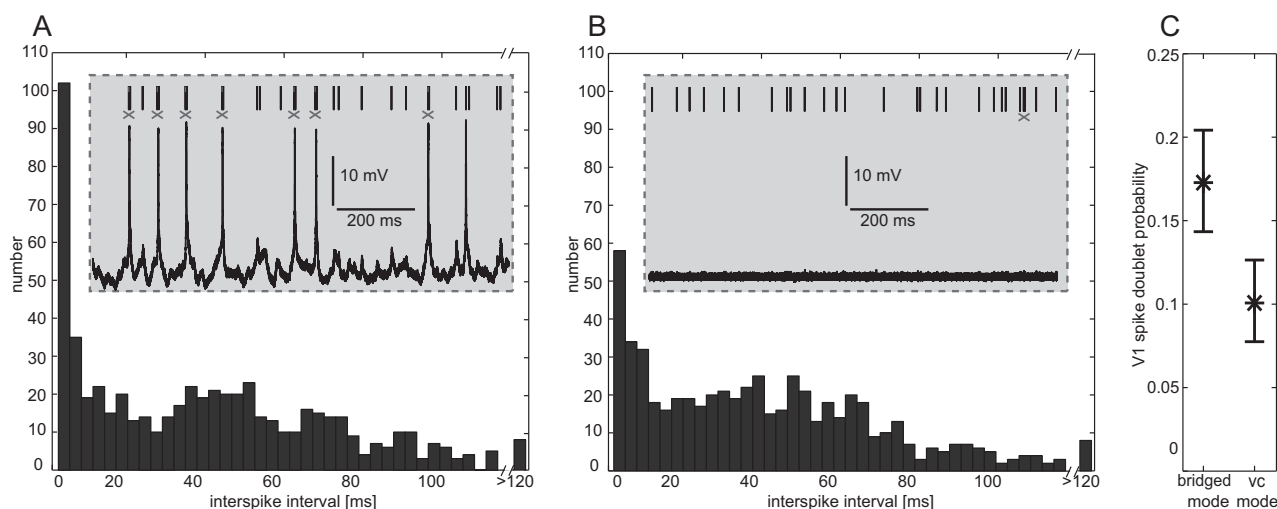 A
110
100
90
80
70
60
50
40
30
20
10
0
number
10 mV
200 ms
20
40
60
80
100
>120
interspike interval [ms]
B
110
100
90
80
70
60
50
40
30
20
10
0
number
10 mV
200 ms
20
40
60
80
100
>120
interspike interval [ms]
C
0.25
0.2
0.15
0.1
0.05
0
V1 spike doublet probability
bridged
mode
vc
mode